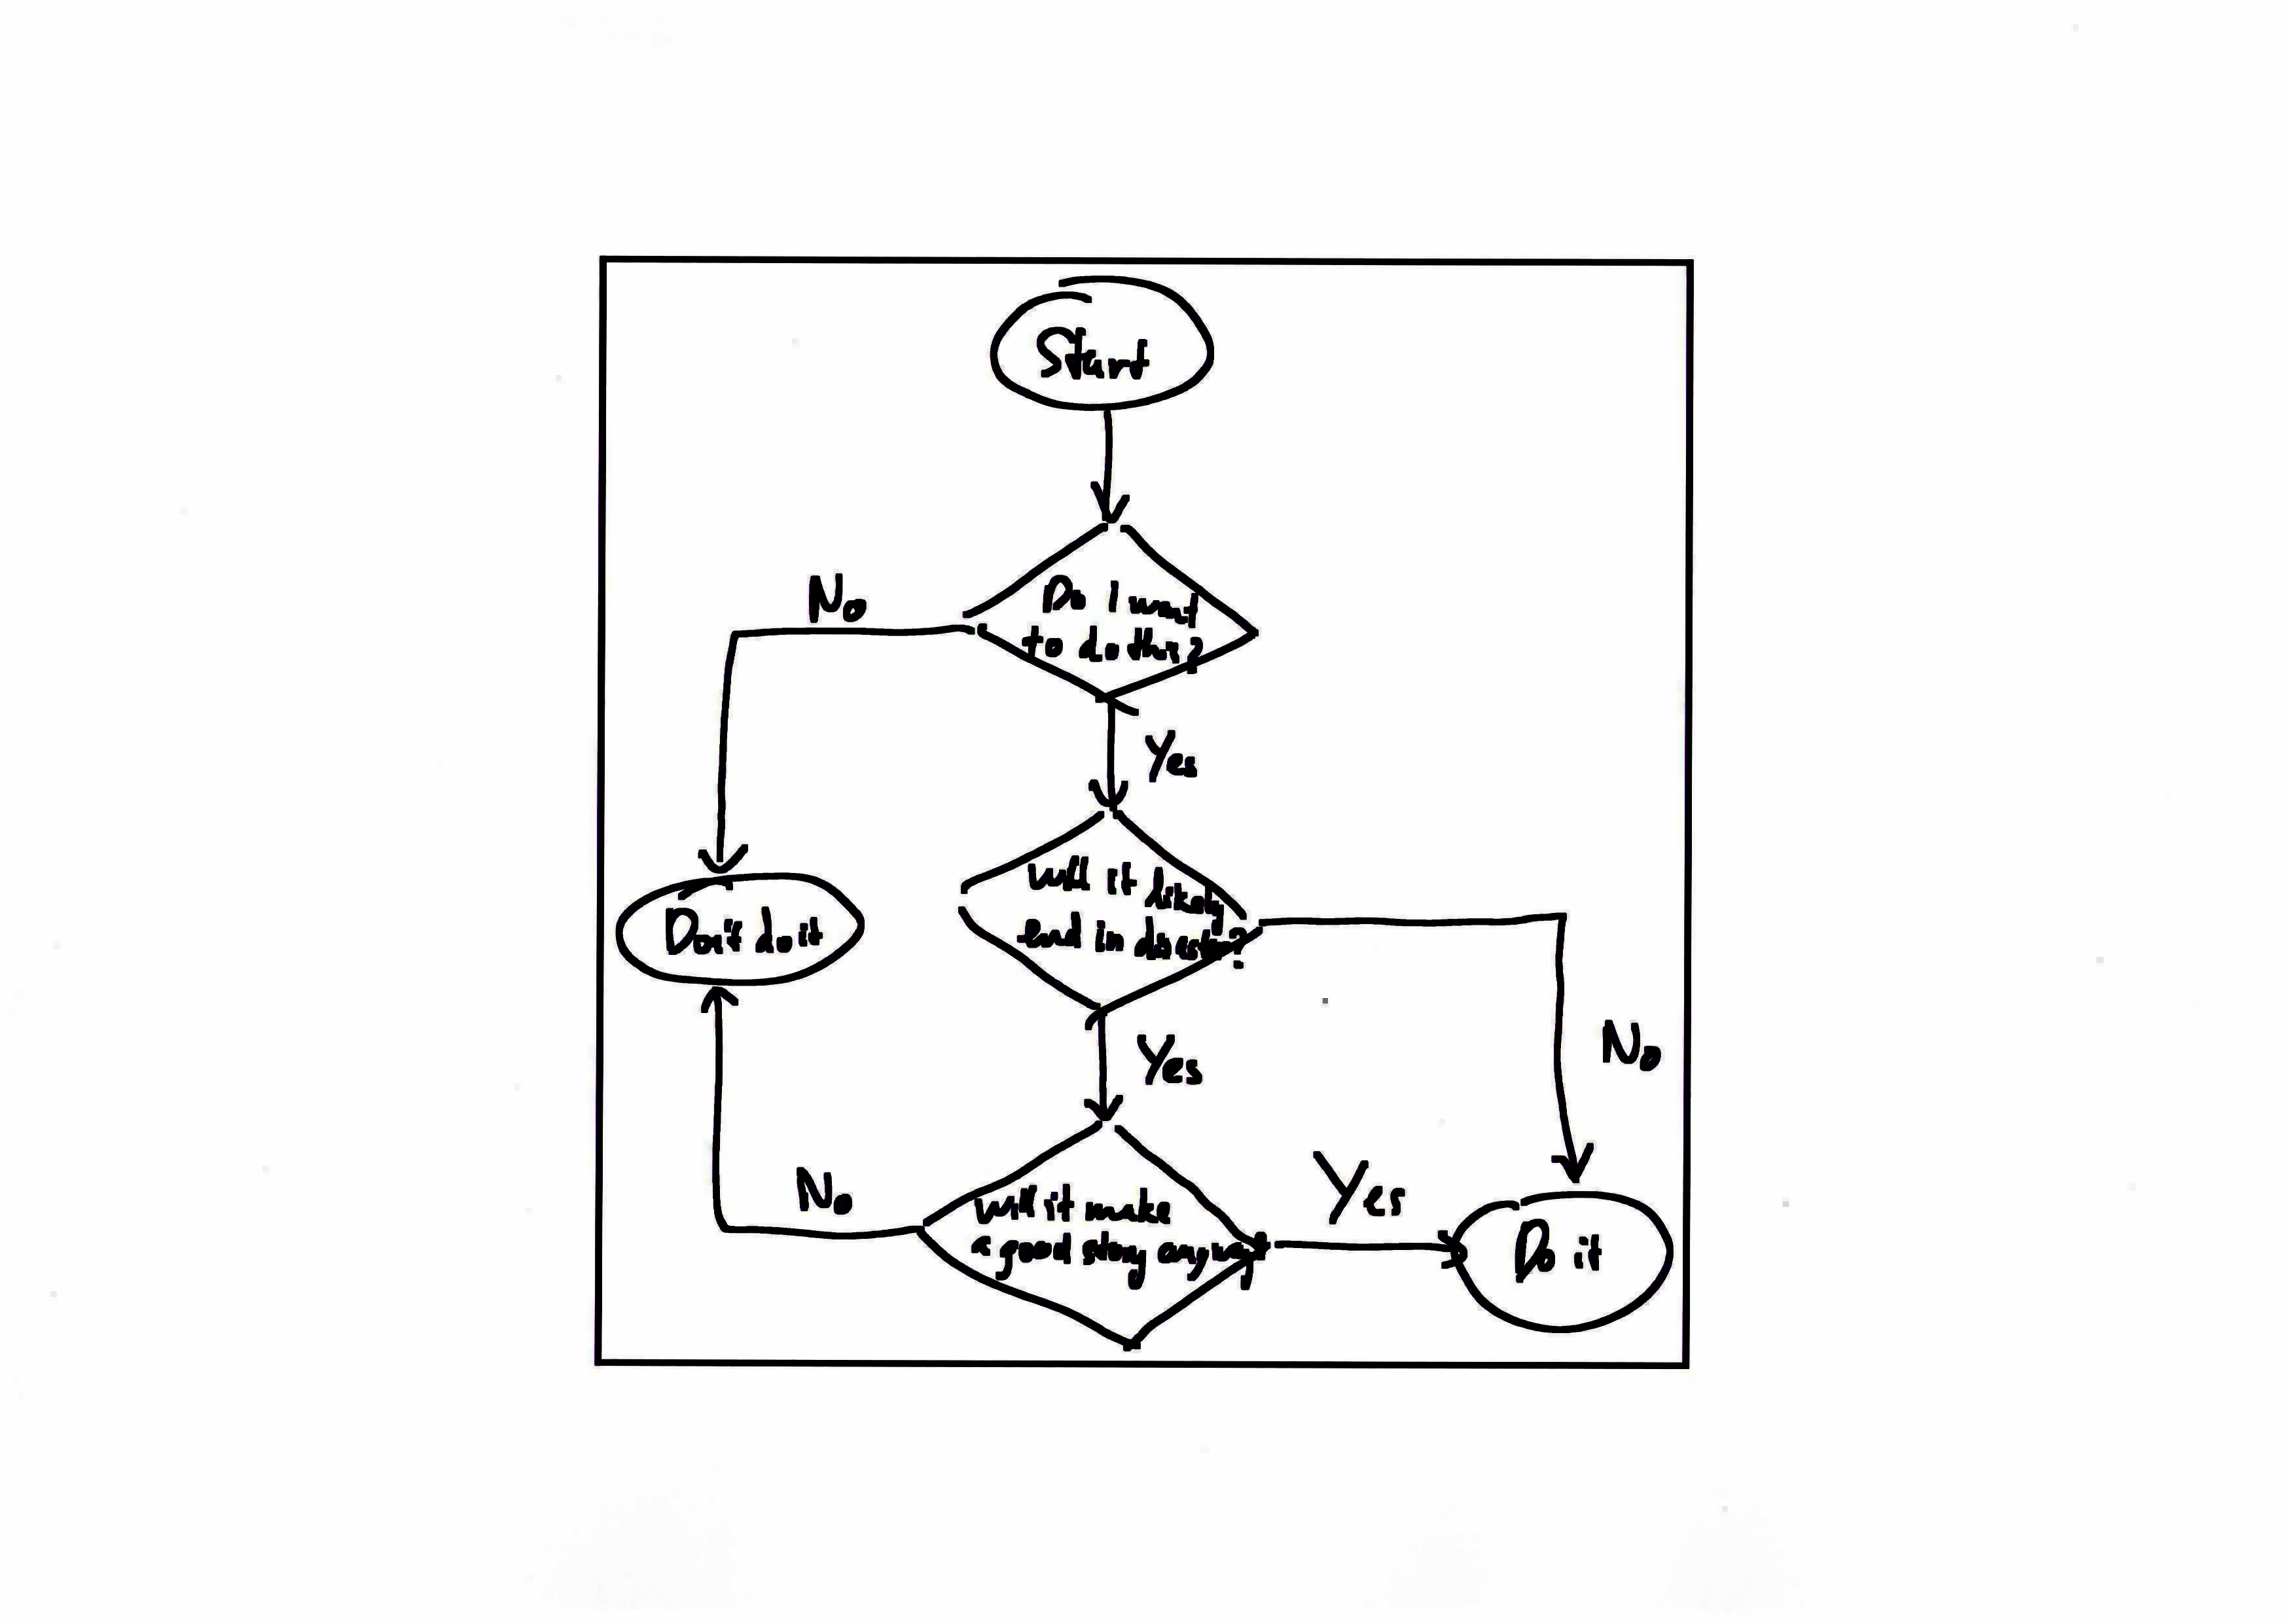 Start
No
Do I want
to do this?
Yes
Will it likely
end in disaster?
Don't do it
No
Yes
No
Yes
Will it make
a good story anyway?
Do it